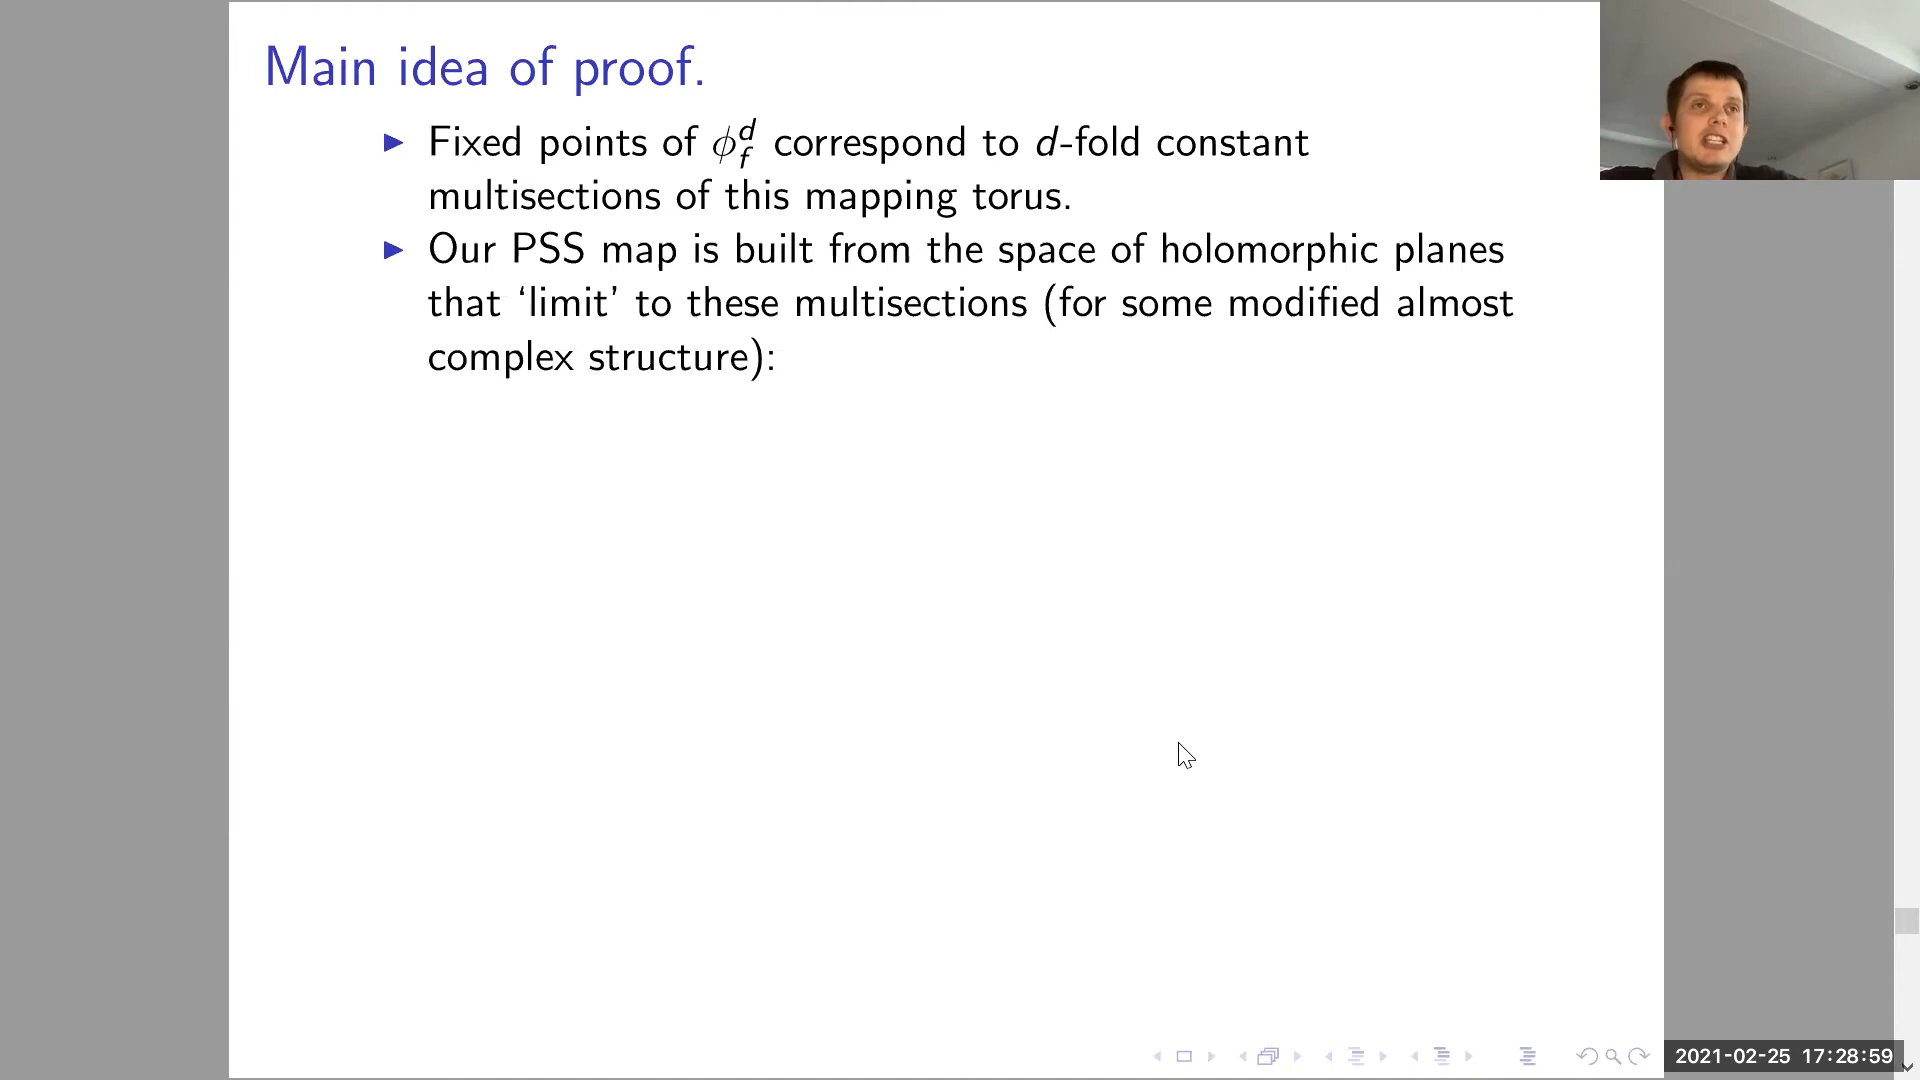 Main idea of proof.
▶ Fixed points of ϕ_f^d correspond to d-fold constant
multisections of this mapping torus.
▶ Our PSS map is built from the space of holomorphic planes
that ‘limit’ to these multisections (for some modified almost
complex structure):
2021-02-25 17:28:59